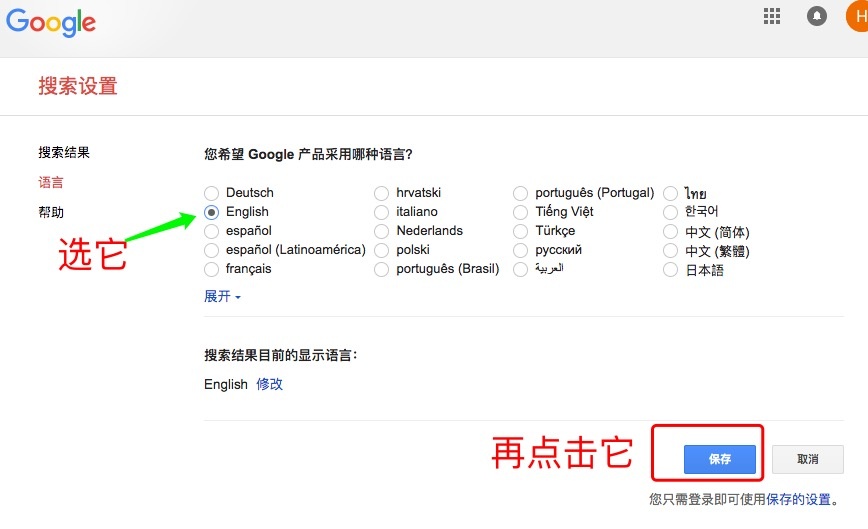 Google
H
搜索设置
搜索结果
语言
帮助
您希望 Google 产品采用哪种语言?
Deutsch hrvatski português (Portugal) ไทย
English italiano Tiếng Việt 한국어
español Nederlands Türkçe 中文 (简体)
español (Latinoamérica) polski русский 中文 (繁體)
français português (Brasil) العربية 日本語
选它
展开
搜索结果目前的显示语言：
English 修改
再点击它
保存 取消
您只需登录即可使用保存的设置。